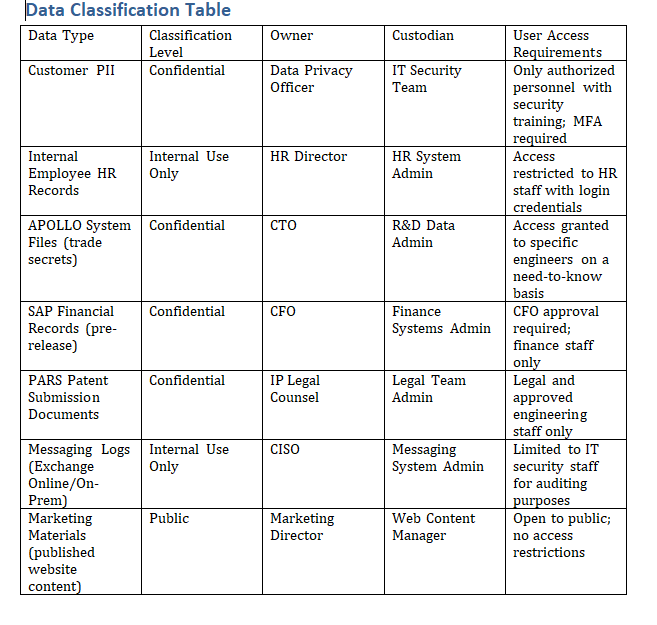 Data Classification Table
Data Type
Classification
Level
Owner
Custodian
User Access
Requirements
Customer PII
Confidential
Data Privacy
Officer
IT Security
Team
Only authorized
personnel with
security
training; MFA
required
Internal
Employee HR
Records
Internal Use
Only
HR Director
HR System
Admin
Access
restricted to HR
staff with login
credentials
APOLLO System
Files (trade
secrets)
Confidential
CTO
R&D Data
Admin
Access granted
to specific
engineers on a
need-to-know
basis
SAP Financial
Records (pre-
release)
Confidential
CFO
Finance
Systems Admin
CFO approval
required;
finance staff
only
PARS Patent
Submission
Documents
Confidential
IP Legal
Counsel
Legal Team
Admin
Legal and
approved
engineering
staff only
Messaging Logs
(Exchange
Online/On-
Prem)
Internal Use
Only
CISO
Messaging
System Admin
Limited to IT
security staff
for auditing
purposes
Marketing
Materials
(published
website
content)
Public
Marketing
Director
Web Content
Manager
Open to public;
no access
restrictions